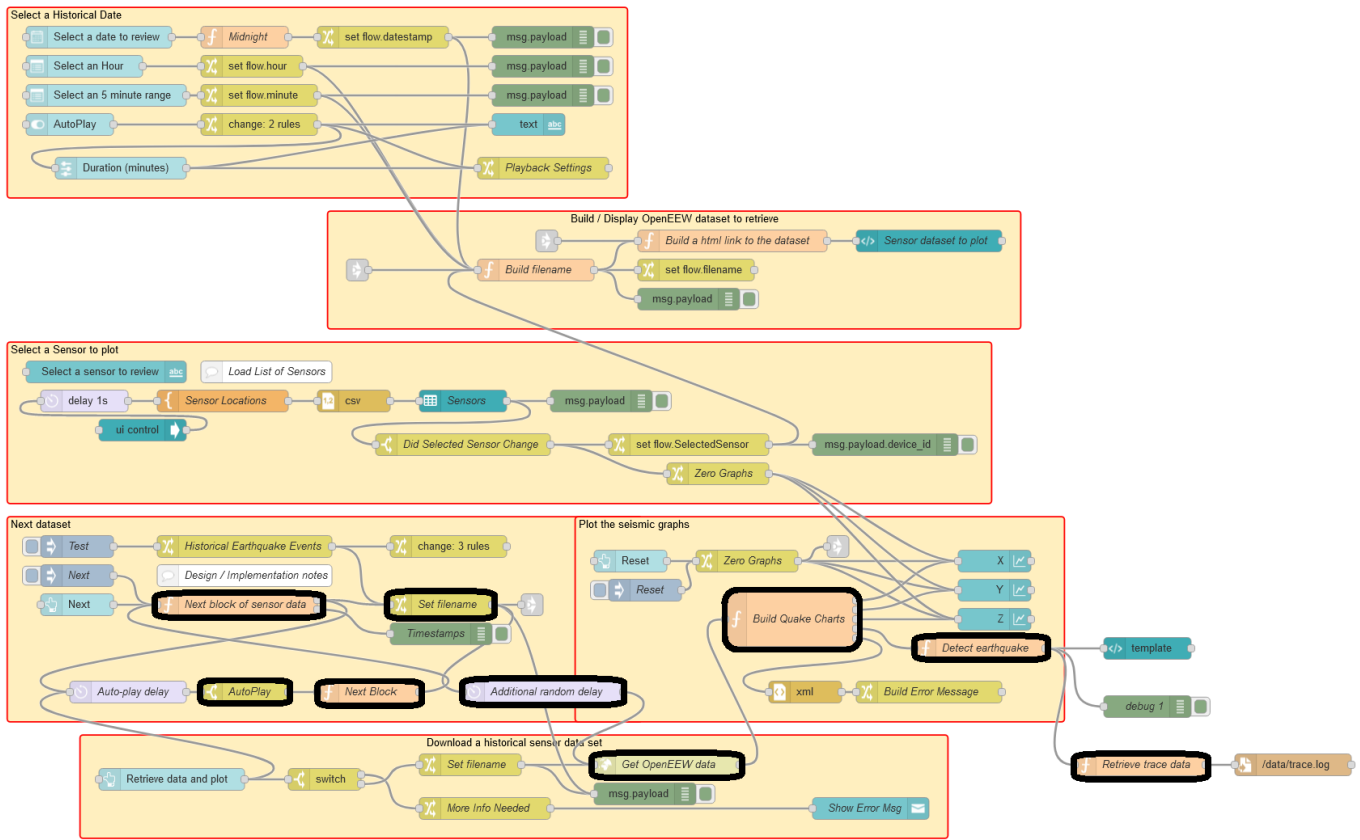 Select a Historical Date
Select a date to review
Midnight
set flow.datestamp
msg.payload
Select an Hour
set flow.hour
msg.payload
Select an 5 minute range
set flow.minute
msg.payload
AutoPlay
change: 2 rules
text
abc
Duration (minutes)
Playback Settings
Build / Display OpenEEW dataset to retrieve
Build a html link to the dataset
Sensor dataset to plot
Build filename
set flow.filename
msg.payload
Select a Sensor to plot
Select a sensor to review
abc
Load List of Sensors
delay 1s
Sensor Locations
1,2
csv
Sensors
msg.payload
ui control
Did Selected Sensor Change
set flow.SelectedSensor
msg.payload.device_id
Zero Graphs
Next dataset
Test
Historical Earthquake Events
change: 3 rules
Next
Design / Implementation notes
Next
Next block of sensor data
Set filename
Timestamps
Auto-play delay
AutoPlay
Next Block
Additional random delay
Plot the seismic graphs
Reset
Zero Graphs
X
Reset
Y
Build Quake Charts
Z
Detect earthquake
template
xml
Build Error Message
debug 1
Download a historical senser data set
Retrieve data and plot
switch
Set filename
Get OpenEEW data
msg.payload
More Info Needed
Show Error Msg
Retrieve trace data
/data/trace.log